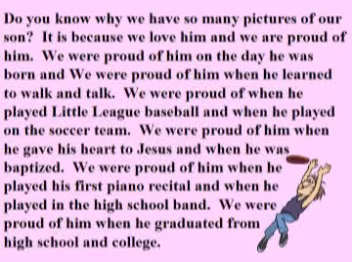 Do you know why we have so many pictures of our
son?  It is because we love him and we are proud of
him.  We were proud of him on the day he was
born and We were proud of him when he learned
to walk and talk.  We were proud of when he
played Little League baseball and when he played
on the soccer team.  We were proud of him when
he gave his heart to Jesus and when he was
baptized.  We were proud of him when he
played his first piano recital and when he
played in the high school band.  We were
proud of him when he graduated from
high school and college.